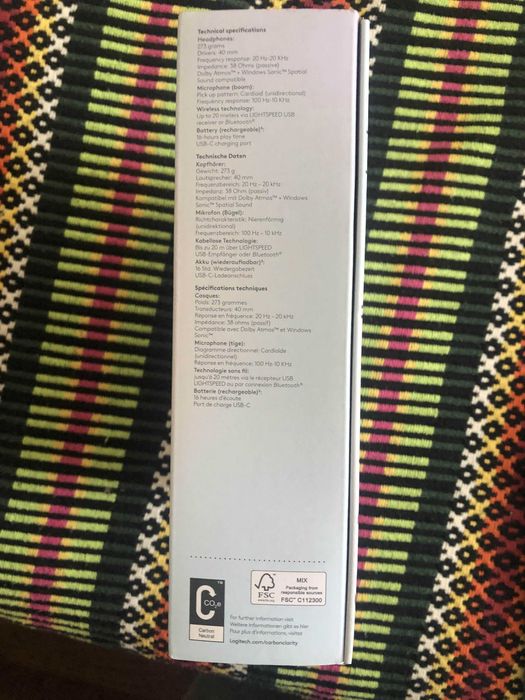 Technical specifications
Headphones:
273 grams
Drivers: 40 mm
Frequency response: 20 Hz-20 KHz
Impedance: 38 Ohms (passive)
Dolby Atmos™ + Windows Sonic™ Spatial
Sound compatible
Microphone (boom):
Pick up pattern: Cardioid (unidirectional)
Frequency response: 100 Hz-10 KHz
Wireless technology:
Up to 20 meters via LIGHTSPEED USB
receiver or Bluetooth®
Battery (rechargeable)²:
16-hours play time
USB-C charging port
Technische Daten
Kopfhörer:
Gewicht: 273 g
Lautsprecher: 40 mm
Frequenzbereich: 20 Hz – 20 kHz
Impedanz: 38 Ohm (passiv)
Kompatibel mit Dolby Atmos™ + Windows
Sonic™ Spatial Sound
Mikrofon (Bügel):
Richtcharakteristik: Nierenförmig
(unidirektional)
Frequenzbereich: 100 Hz – 10 kHz
Kabellose Technologie:
Bis zu 20 m über LIGHTSPEED
USB-Empfänger oder Bluetooth®
Akku (wiederaufladbar)²:
16 Std. Wiedergabezeit
USB-C-Ladeanschluss
Spécifications techniques
Casques:
Poids: 273 grammes
Transducteurs: 40 mm
Réponse en fréquence: 20 Hz – 20 kHz
Impédance: 38 ohms (passif)
Compatible avec Dolby Atmos™ et Windows
Sonic™
Microphone (tige):
Diagramme directionnel: Cardioïde
(unidirectionnel)
Réponse en fréquence: 100 Hz-10 KHz
Technologie sans fil:
Jusqu'à 20 mètres via le récepteur USB
LIGHTSPEED ou par connexion Bluetooth®
Batterie (rechargeable)²:
16 heures d'écoute
Port de charge USB-C
C™
CO₂e
Carbon
Neutral
FSC
MIX
Packaging from
responsible sources
FSC™ C112300
For further information visit
Weitere Informationen gibt es hier
Pour plus d'informations, visitez
Logitech.com/carbonclarity